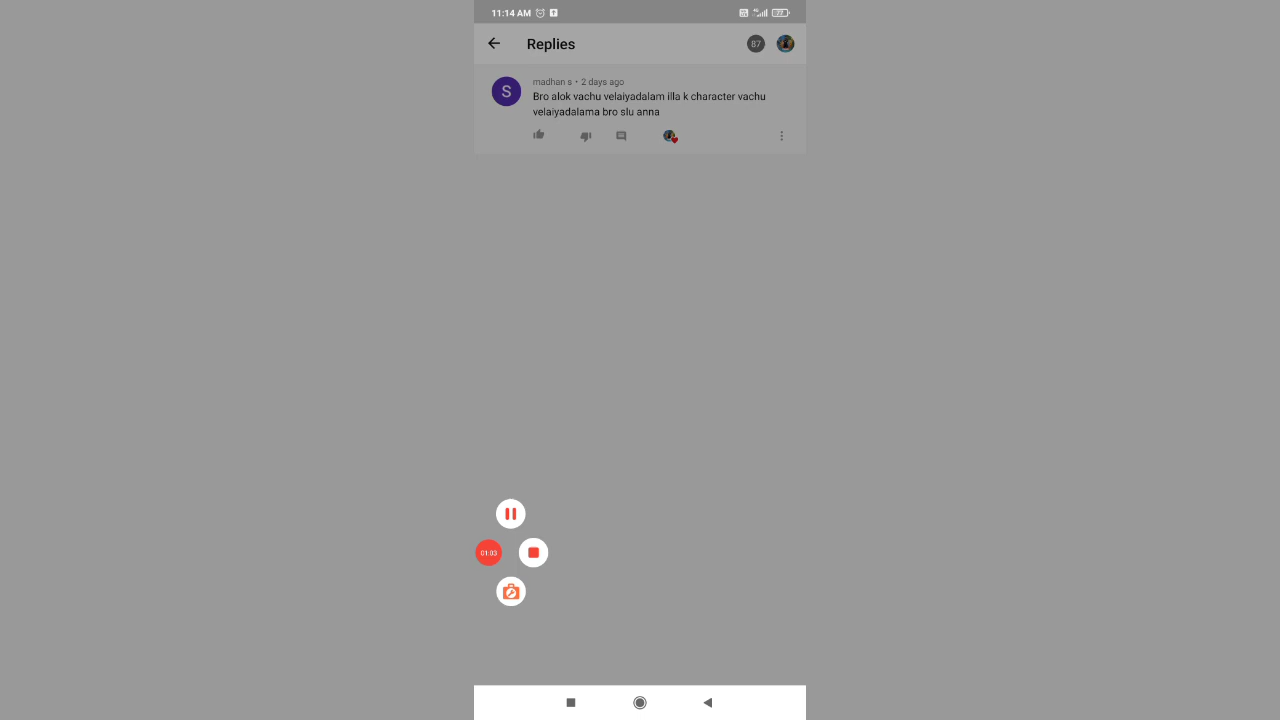 11:14 AM
Replies
87
S
madhan s • 2 days ago
Bro alok vachu velaiyadalam illa k character vachu
velaiyadalama bro slu anna
01:03